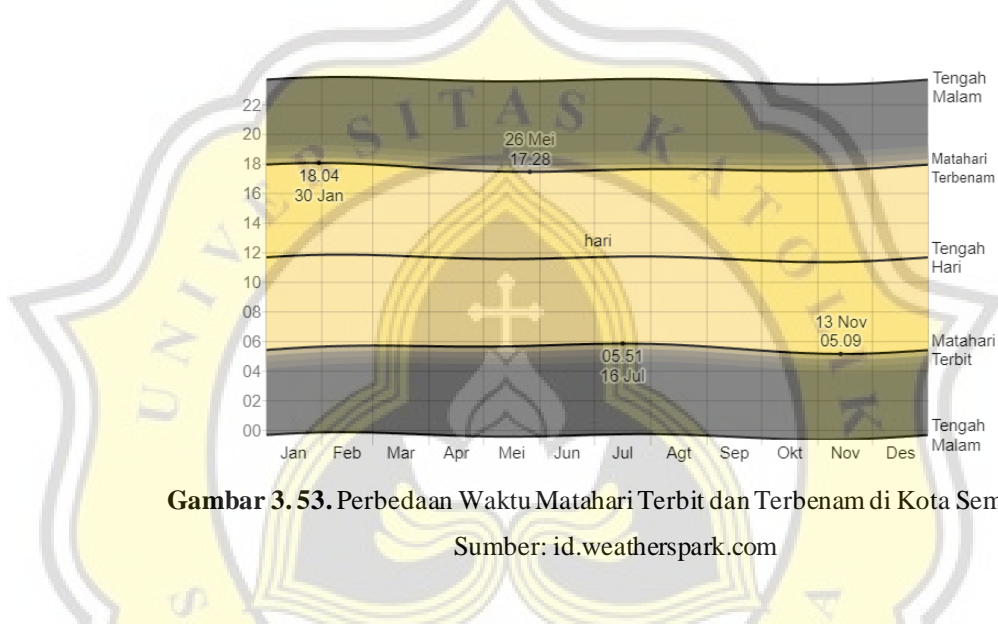 Tengah
Malam
22
20
18
16
14
12
10
08
06
04
02
00
26 Mei
17.28
18.04
30 Jan
Matahari
Terbenam
hari
Tengah
Hari
13 Nov
05.09
05.51
16 Jul
Matahari
Terbit
Tengah
Malam
Jan Feb Mar Apr Mei Jun Jul Agt Sep Okt Nov Des
Gambar 3.53. Perbedaan Waktu Matahari Terbit dan Terbenam di Kota Sem
Sumber: id.weatherspark.com
UNIVERSITAS KATOLIK
S
A